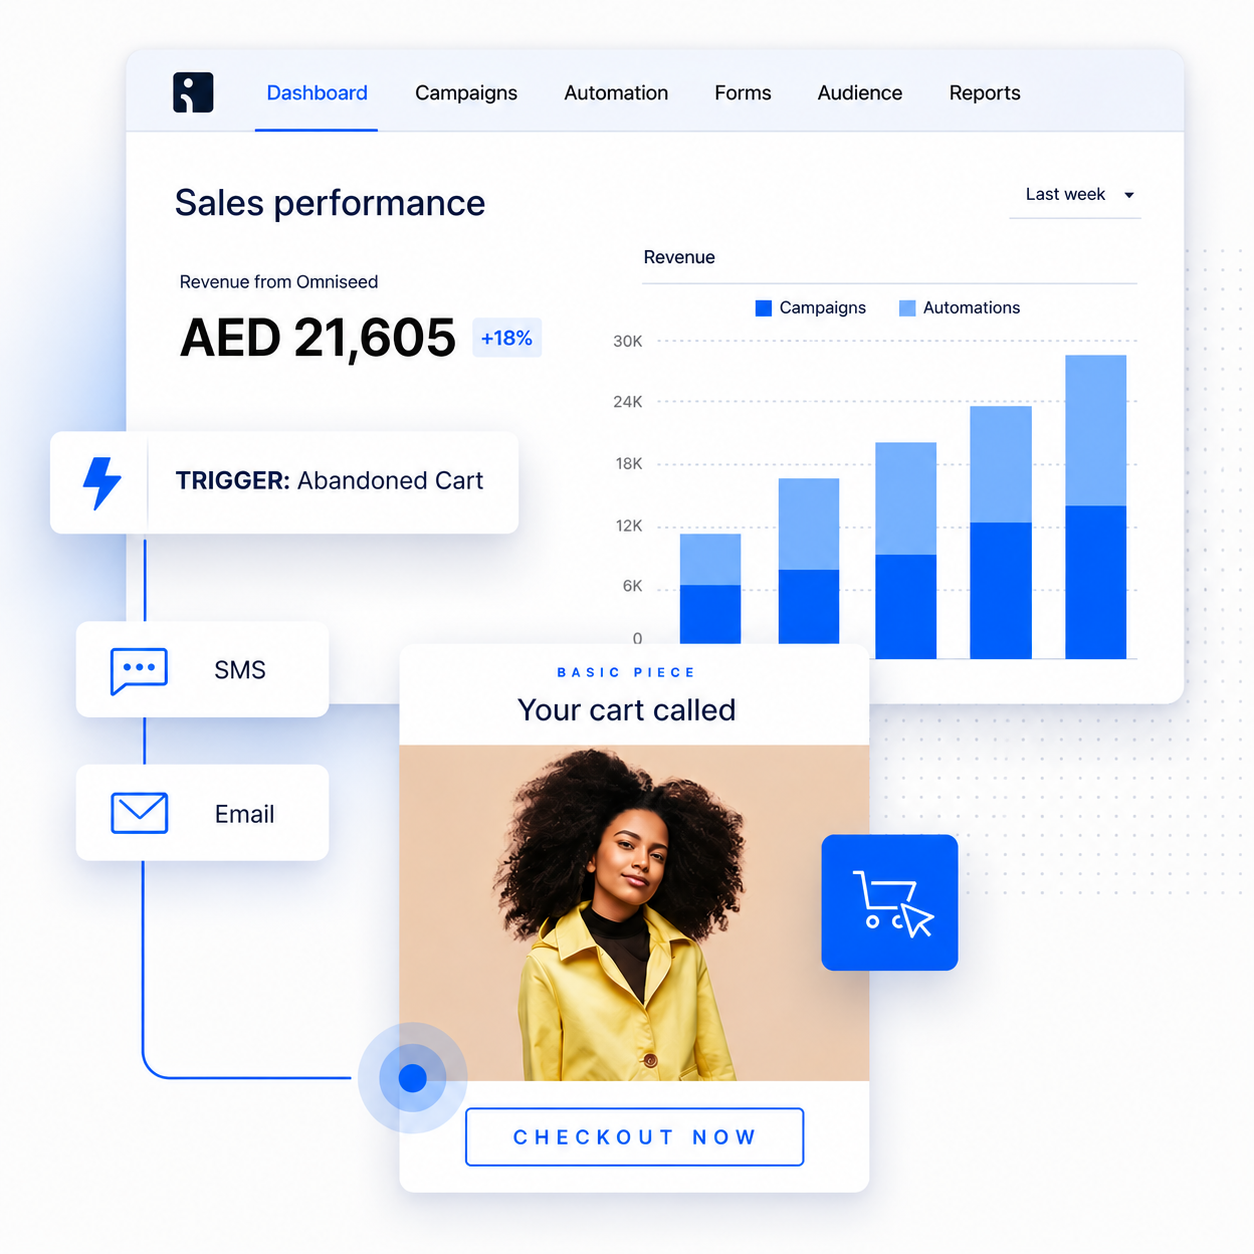 Dashboard Campaigns Automation Forms Audience Reports
Sales performance
Last week
Revenue from Omniseed
AED 21,605 +18%
Revenue
Campaigns Automations
30K
24K
18K
12K
6K
0
TRIGGER: Abandoned Cart
SMS
Email
BASIC PIECE
Your cart called
CHECKOUT NOW